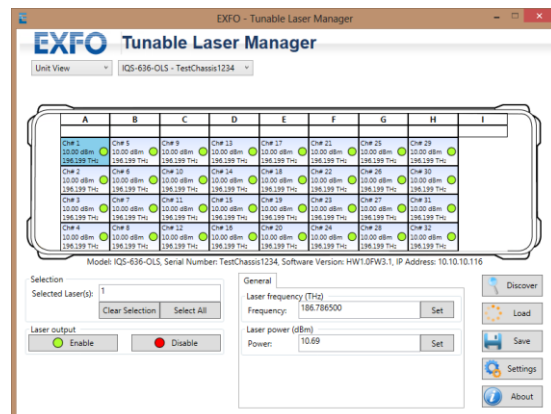 EXFO - Tunable Laser Manager
EXFO Tunable Laser Manager
Unit View IQS-636-OLS - TestChassis1234
A B C D E F G H I
Ch# 1 Ch# 5 Ch# 9 Ch# 13 Ch# 17 Ch# 21 Ch# 25 Ch# 29
10.00 dBm 10.00 dBm 10.00 dBm 10.00 dBm 10.00 dBm 10.00 dBm 10.00 dBm 10.00 dBm
196.199 THz 196.199 THz 196.199 THz 196.199 THz 196.199 THz 196.199 THz 196.199 THz 196.199 THz
Ch# 2 Ch# 6 Ch# 10 Ch# 14 Ch# 18 Ch# 22 Ch# 26 Ch# 30
10.00 dBm 10.00 dBm 10.00 dBm 10.00 dBm 10.00 dBm 10.00 dBm 10.00 dBm 10.00 dBm
196.199 THz 196.199 THz 196.199 THz 196.199 THz 196.199 THz 196.199 THz 196.199 THz 196.199 THz
Ch# 3 Ch# 7 Ch# 11 Ch# 15 Ch# 19 Ch# 23 Ch# 27 Ch# 31
10.00 dBm 10.00 dBm 10.00 dBm 10.00 dBm 10.00 dBm 10.00 dBm 10.00 dBm 10.00 dBm
196.199 THz 196.199 THz 196.199 THz 196.199 THz 196.199 THz 196.199 THz 196.199 THz 196.199 THz
Ch# 4 Ch# 8 Ch# 12 Ch# 16 Ch# 20 Ch# 24 Ch# 28 Ch# 32
10.00 dBm 10.00 dBm 10.00 dBm 10.00 dBm 10.00 dBm 10.00 dBm 10.00 dBm 10.00 dBm
196.199 THz 196.199 THz 196.199 THz 196.199 THz 196.199 THz 196.199 THz 196.199 THz 196.199 THz
Model: IQS-636-OLS, Serial Number: TestChassis1234, Software Version: HW1.0FW3.1, IP Address: 10.10.10.116
Selection
Selected Laser(s): 1
Clear Selection Select All
Laser output
Enable Disable
General
Laser frequency (THz)
Frequency: 186.786500 Set
Laser power (dBm)
Power: 10.69 Set
Discover
Load
Save
Settings
About